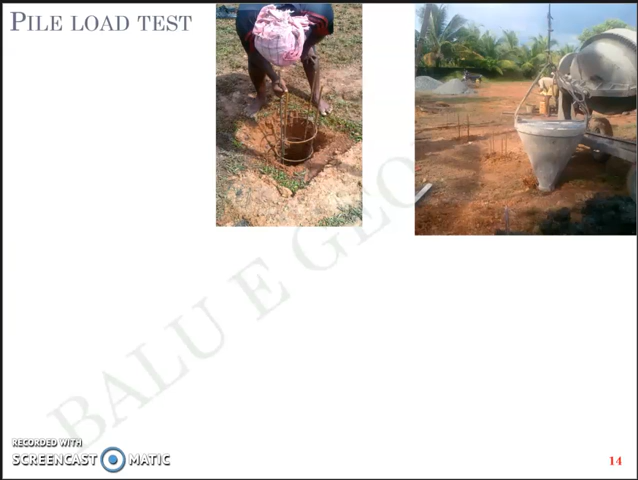 PILE LOAD TEST
BALU E GEO
RECORDED WITH
SCREENCAST MATIC
14